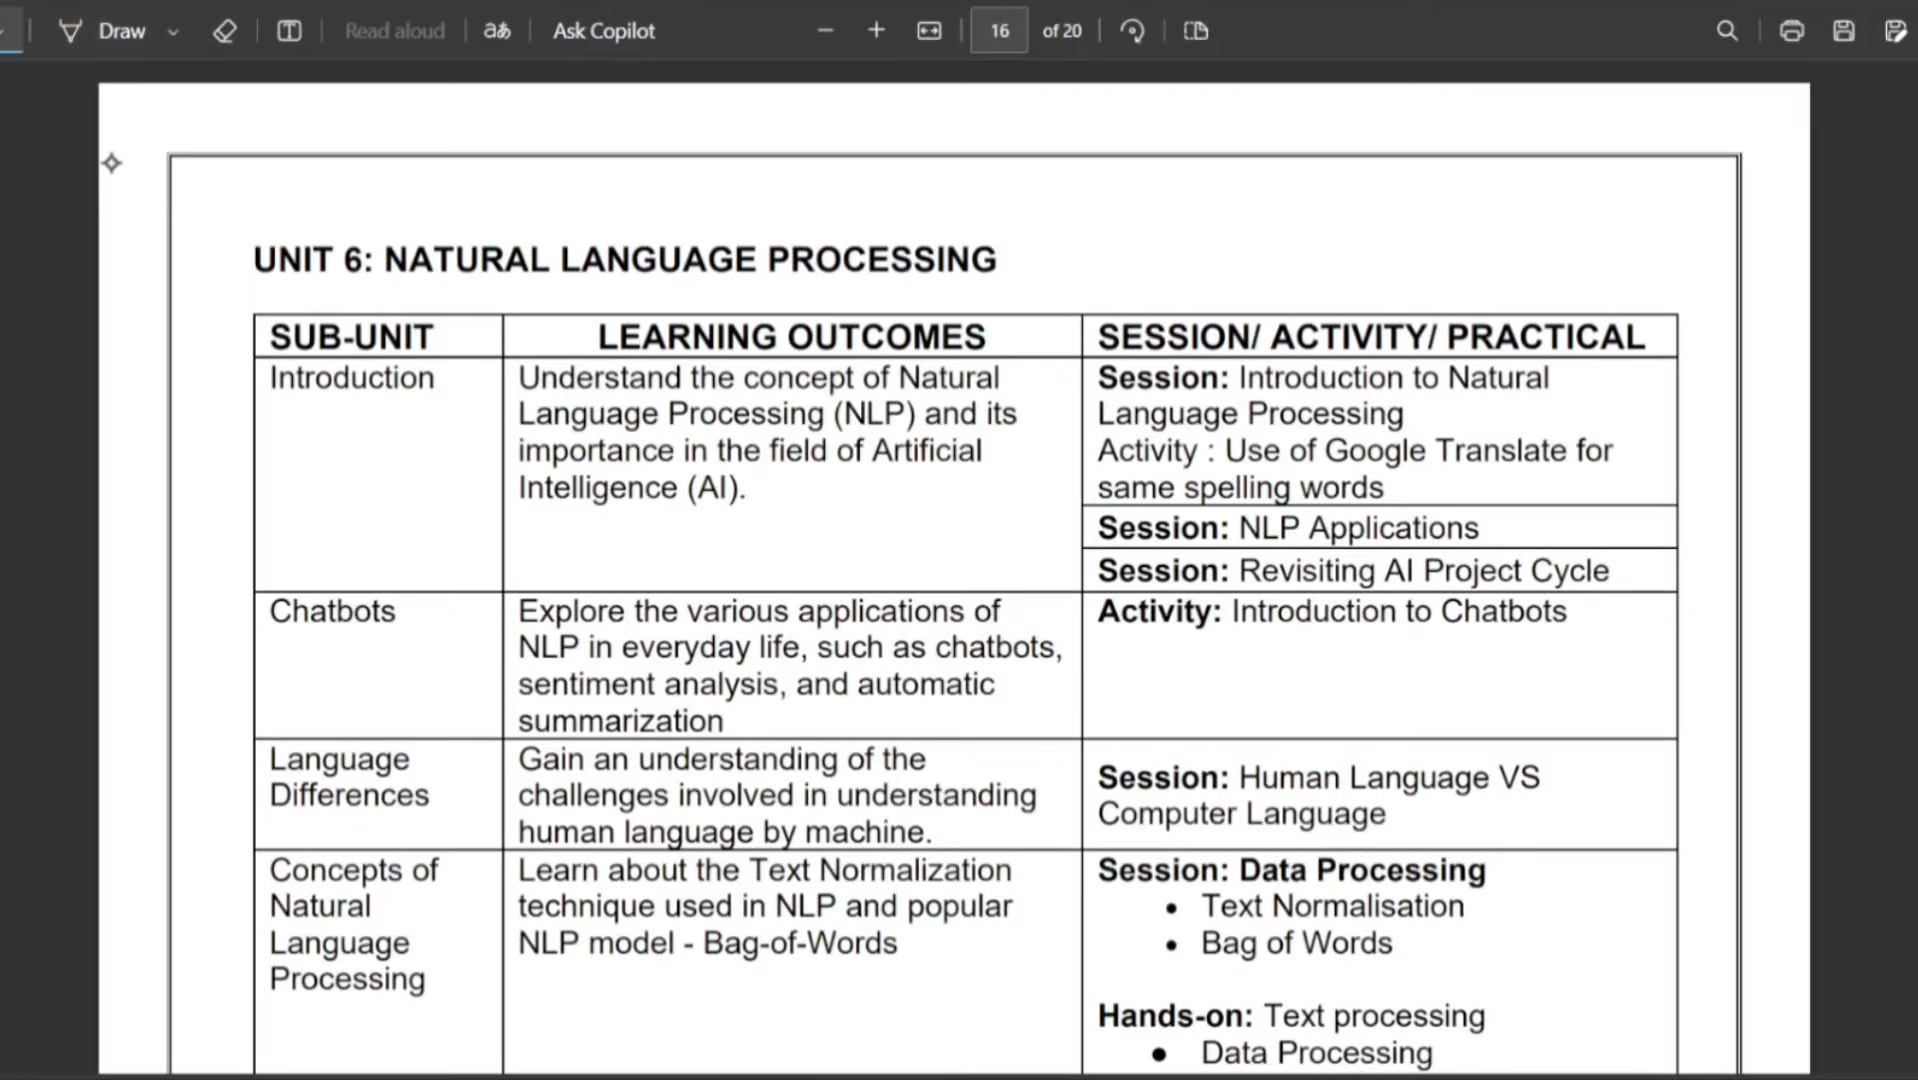 Draw
Read aloud
aあ
Ask Copilot
16
of 20
UNIT 6: NATURAL LANGUAGE PROCESSING
SUB-UNIT
LEARNING OUTCOMES
SESSION/ ACTIVITY/ PRACTICAL
Introduction
Understand the concept of Natural
Language Processing (NLP) and its
importance in the field of Artificial
Intelligence (AI).
Session: Introduction to Natural
Language Processing
Activity : Use of Google Translate for
same spelling words
Session: NLP Applications
Session: Revisiting AI Project Cycle
Chatbots
Explore the various applications of
NLP in everyday life, such as chatbots,
sentiment analysis, and automatic
summarization
Activity: Introduction to Chatbots
Language
Differences
Gain an understanding of the
challenges involved in understanding
human language by machine.
Session: Human Language VS
Computer Language
Concepts of
Natural
Language
Processing
Learn about the Text Normalization
technique used in NLP and popular
NLP model - Bag-of-Words
Session: Data Processing
• Text Normalisation
• Bag of Words
Hands-on: Text processing
• Data Processing